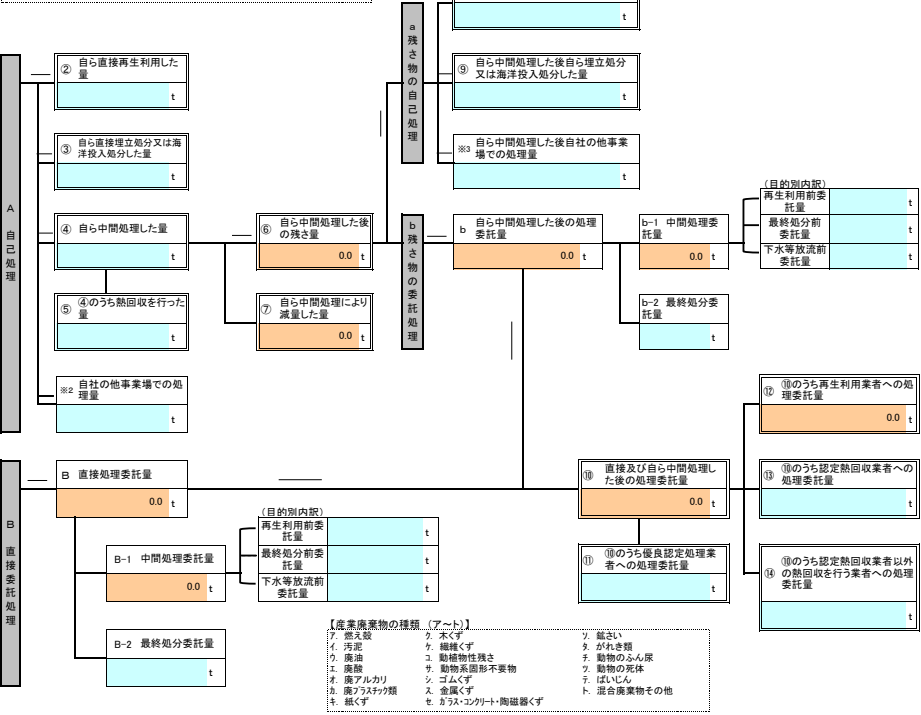 t
a 残さ物の自己処理
② 自ら直接再生利用した
量
t
⑨ 自ら中間処理した後自ら埋立処分
又は海洋投入処分した量
t
③ 自ら直接埋立処分又は海
洋投入処分した量
t
※3 自ら中間処理した後自社の他事業
場での処理量
t
A 自己処理
④ 自ら中間処理した量
t
⑥ 自ら中間処理した後
の残さ量
0.0 t
b 残さ物の委託処理
b 自ら中間処理した後の処理
委託量
0.0 t
b-1 中間処理委
託量
0.0 t
(目的別内訳)
再生利用前委
託量
t
最終処分前
委託量
t
下水等放流前
委託量
t
⑤ ④のうち熱回収を行った
量
t
⑦ 自ら中間処理により
減量した量
0.0 t
b-2 最終処分委
託量
t
※2 自社の他事業場での処
理量
t
⑫ ⑩のうち再生利用業者への処
理委託量
0.0 t
B 直接委託処理
B 直接処理委託量
0.0 t
⑩ 直接及び自ら中間処理し
た後の処理委託量
0.0 t
⑬ ⑩のうち認定熱回収業者への
処理委託量
t
B-1 中間処理委託量
0.0 t
(目的別内訳)
再生利用前委
託量
t
最終処分前委
託量
t
下水等放流前
委託量
t
⑪ ⑩のうち優良認定処理業
者への処理委託量
t
⑭ ⑩のうち認定熱回収業者以外
の熱回収を行う業者への処理
委託量
t
B-2 最終処分委託量
t
【産業廃棄物の種類 (ア~ト)】
ア. 燃え殻
イ. 汚泥
ウ. 廃油
エ. 廃酸
オ. 廃アルカリ
カ. 廃プラスチック類
キ. 紙くず
ク. 木くず
ケ. 繊維くず
コ. 動植物性残さ
サ. 動物系固形不要物
シ. ゴムくず
ス. 金属くず
セ. ガラス・コンクリート・陶磁器くず
ソ. 鉱さい
タ. がれき類
チ. 動物のふん尿
ツ. 動物の死体
テ. ばいじん
ト. 混合廃棄物その他